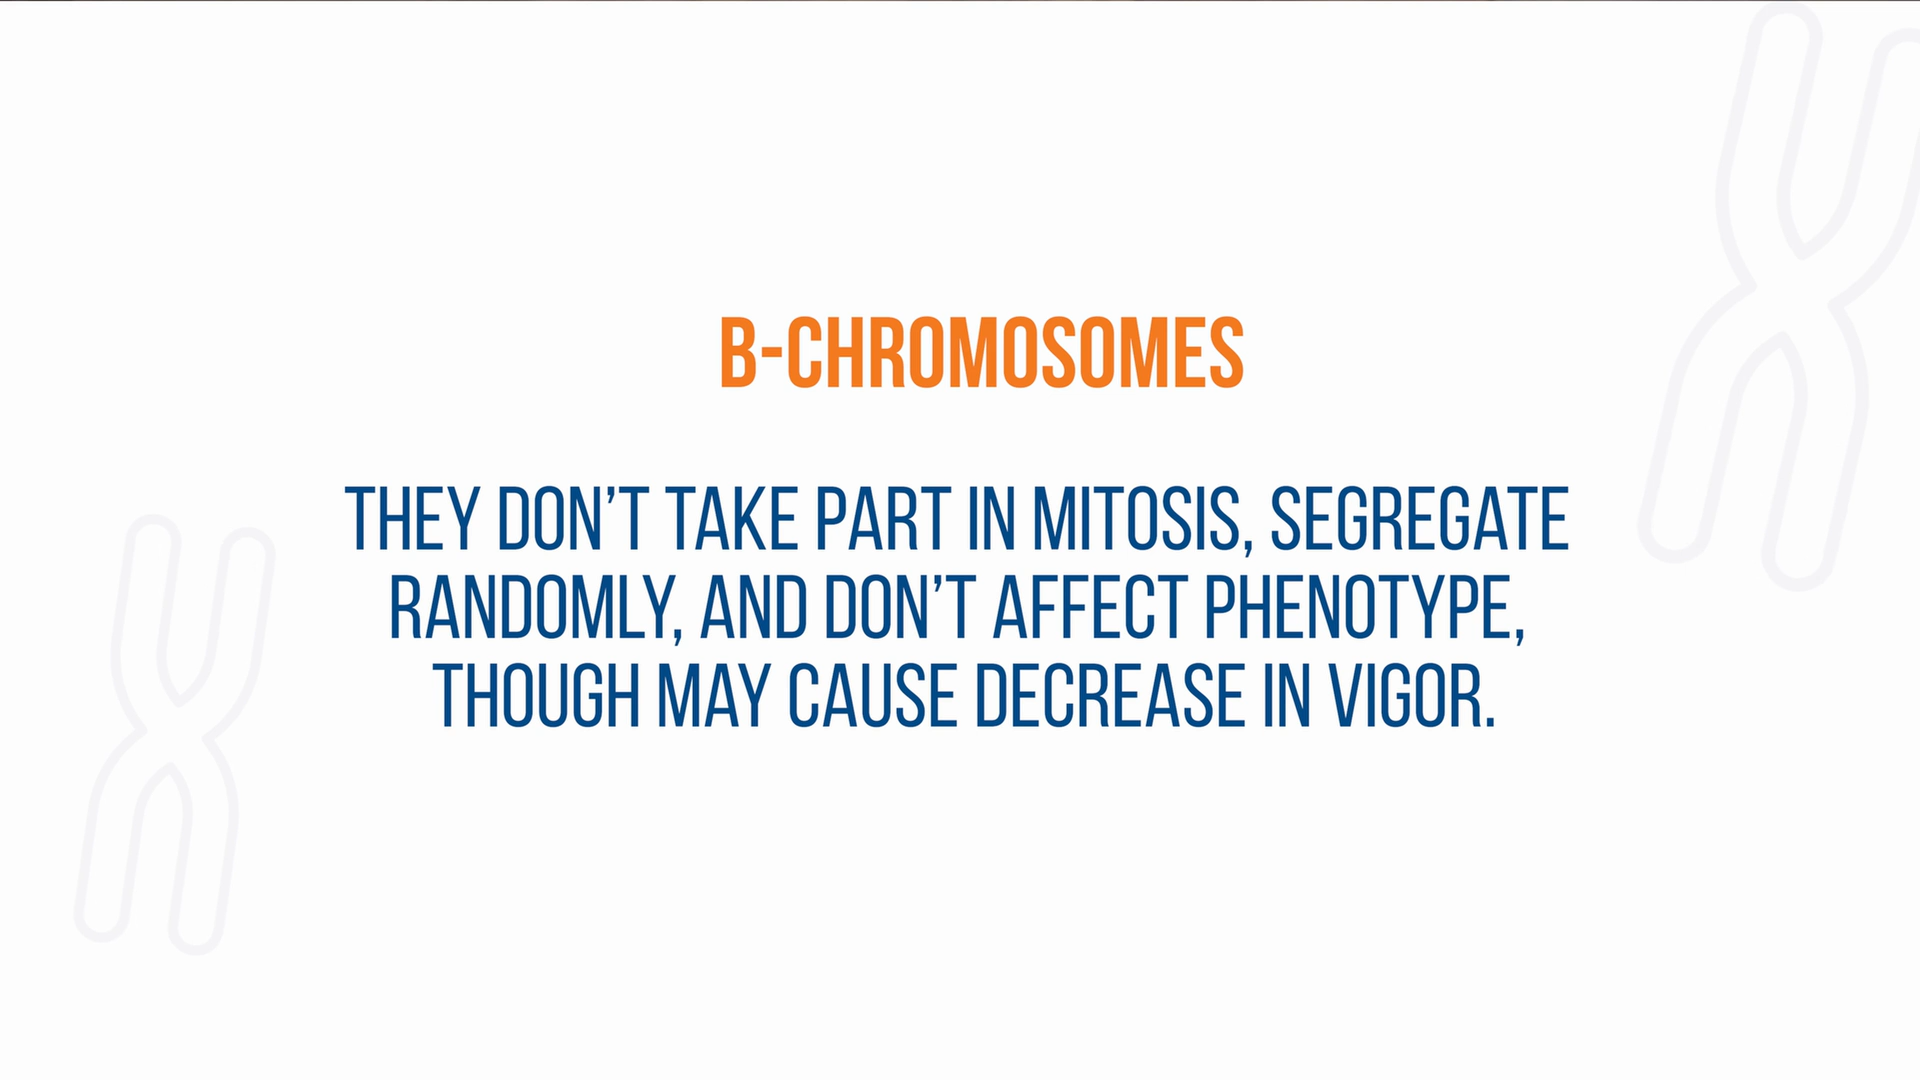 B-CHROMOSOMES
THEY DON'T TAKE PART IN MITOSIS, SEGREGATE
RANDOMLY, AND DON'T AFFECT PHENOTYPE,
THOUGH MAY CAUSE DECREASE IN VIGOR.